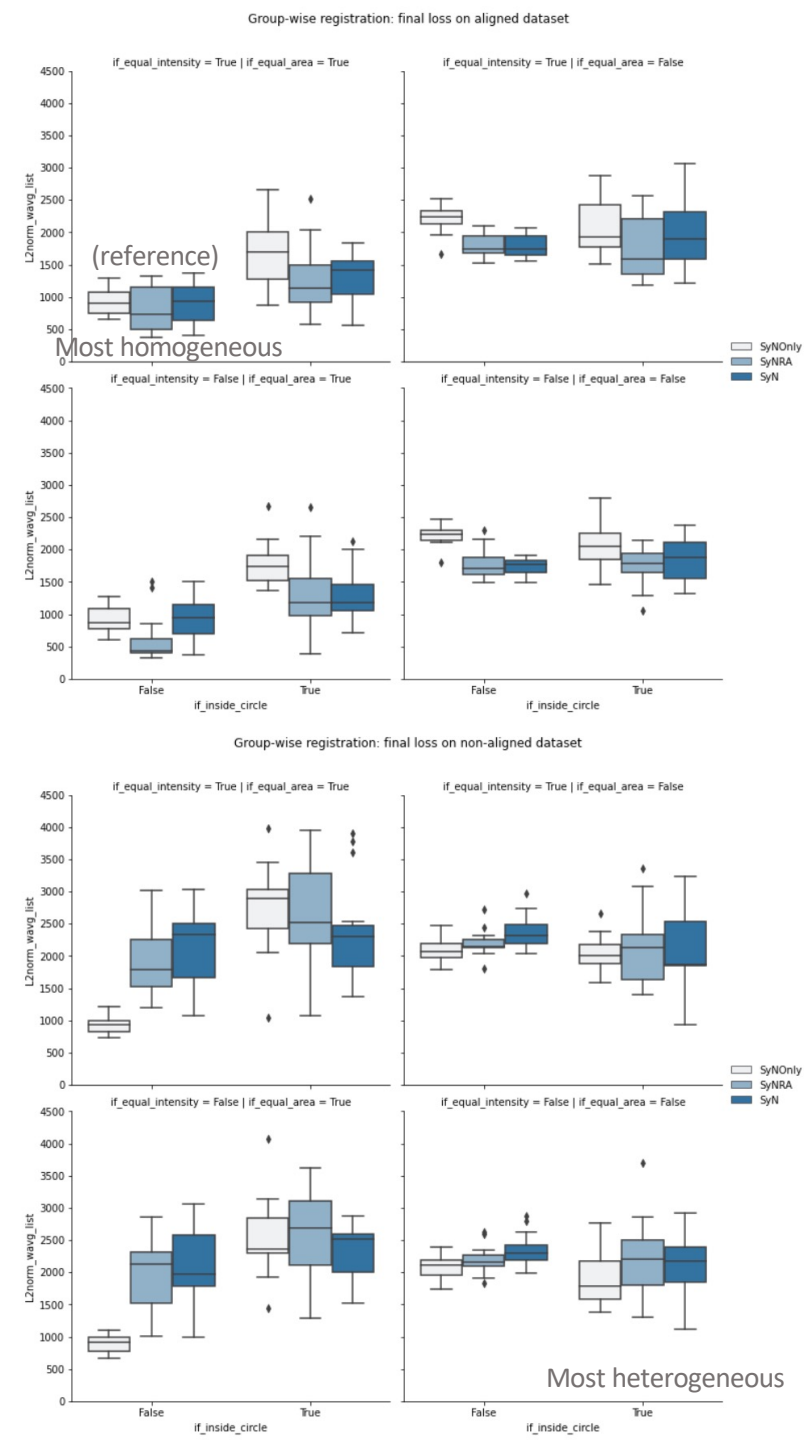 Group-wise registration: final loss on aligned dataset
if_equal_intensity = True | if_equal_area = True
if_equal_intensity = True | if_equal_area = False
4500
4000
3500
3000
2500
2000
1500
1000
500
0
L2norm_wavg_list
(reference)
Most homogeneous
SyNOnly
SyNRA
SyN
if_equal_intensity = False | if_equal_area = True
if_equal_intensity = False | if_equal_area = False
4500
4000
3500
3000
2500
2000
1500
1000
500
0
L2norm_wavg_list
False
True
if_inside_circle
False
True
if_inside_circle
Group-wise registration: final loss on non-aligned dataset
if_equal_intensity = True | if_equal_area = True
if_equal_intensity = True | if_equal_area = False
4500
4000
3500
3000
2500
2000
1500
1000
500
0
L2norm_wavg_list
SyNOnly
SyNRA
SyN
if_equal_intensity = False | if_equal_area = True
if_equal_intensity = False | if_equal_area = False
4500
4000
3500
3000
2500
2000
1500
1000
500
0
L2norm_wavg_list
Most heterogeneous
False
True
if_inside_circle
False
True
if_inside_circle